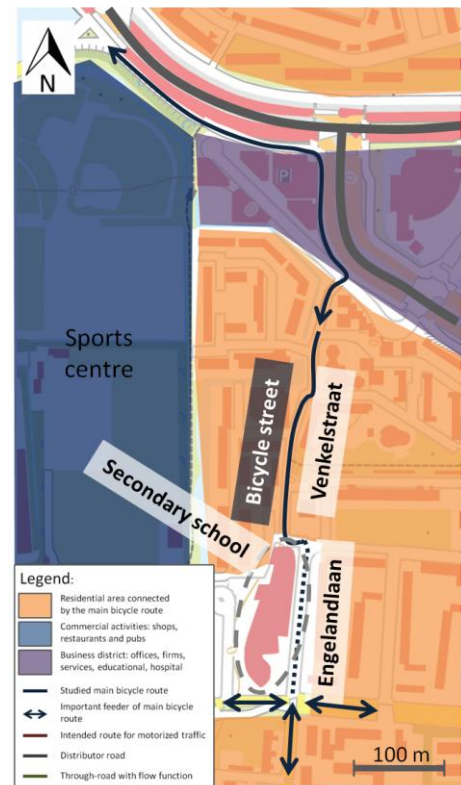 N
P
Sports
centre
Bicycle street
Venkelstraat
Secondary school
Engelandlaan
Legend:
Residential area connected
by the main bicycle route
Commercial activities: shops,
restaurants and pubs
Business district: offices, firms,
services, educational, hospital
Studied main bicycle route
Important feeder of main bicycle
route
Intended route for motorized traffic
Distributor road
Through-road with flow function
100 m